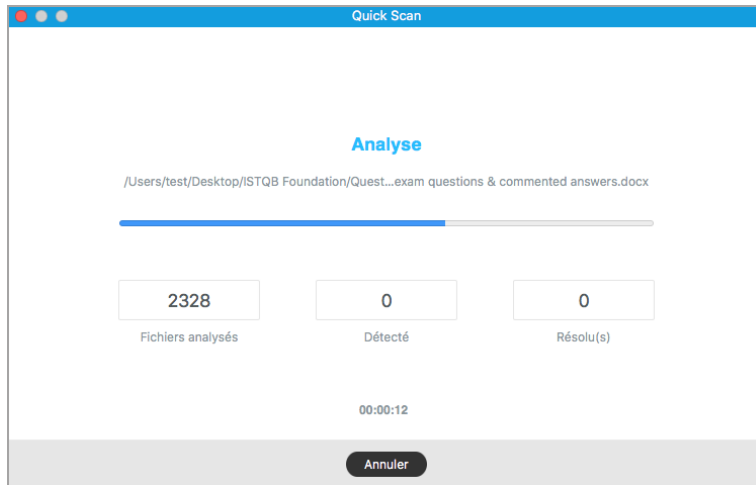 Quick Scan
Analyse
/Users/test/Desktop/ISTQB Foundation/Quest...exam questions & commented answers.docx
2328
0
0
Fichiers analysés
Détecté
Résolu(s)
00:00:12
Annuler